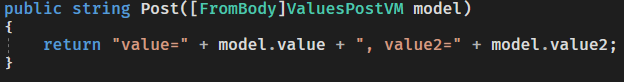 public string Post([FromBody]ValuesPostVM model)
{
    return "value=" + model.value + ", value2=" + model.value2;
}